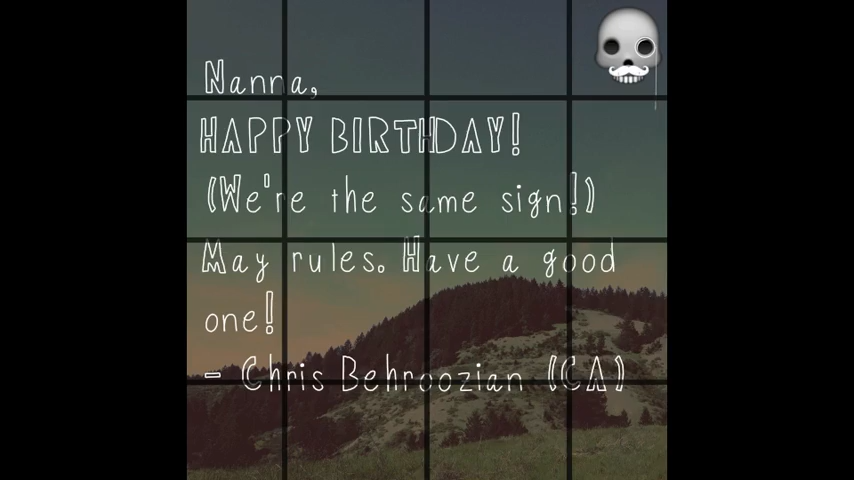 Nanna,
HAPPY BIRTHDAY!
(We're the same sign!)
May rules. Have a good
one!
- Chris Behroozian (CA)